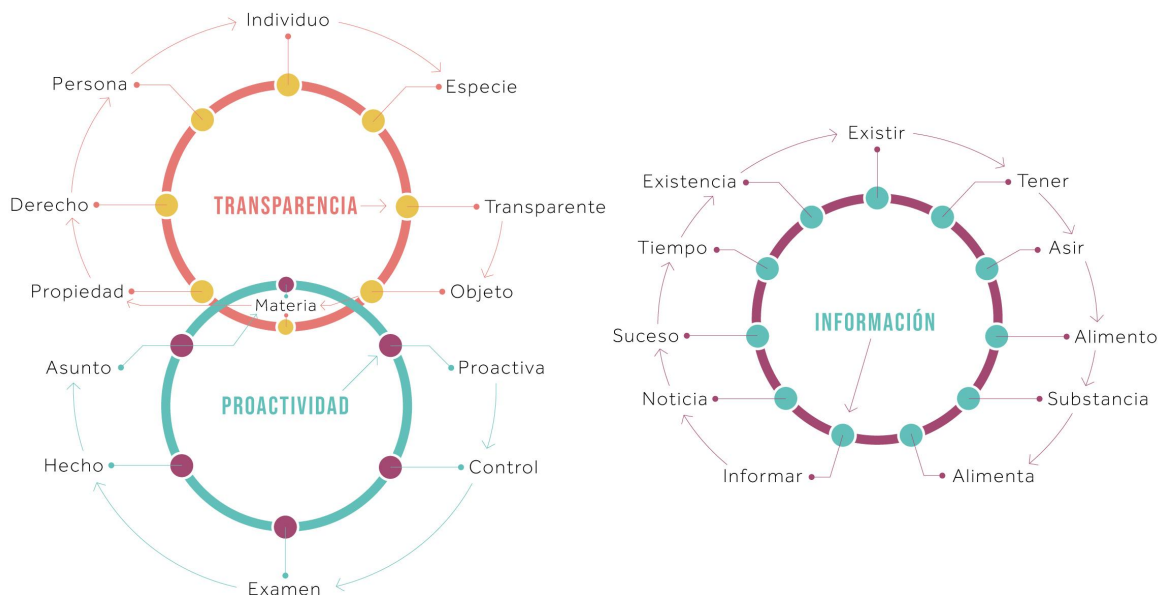 Individuo
Persona
Especie
Derecho
TRANSPARENCIA
Transparente
Propiedad
Materia
Objeto
Asunto
Proactiva
PROACTIVIDAD
Hecho
Control
Examen
Existir
Existencia
Tener
Tiempo
Asir
INFORMACIÓN
Suceso
Alimento
Noticia
Substancia
Informar
Alimenta